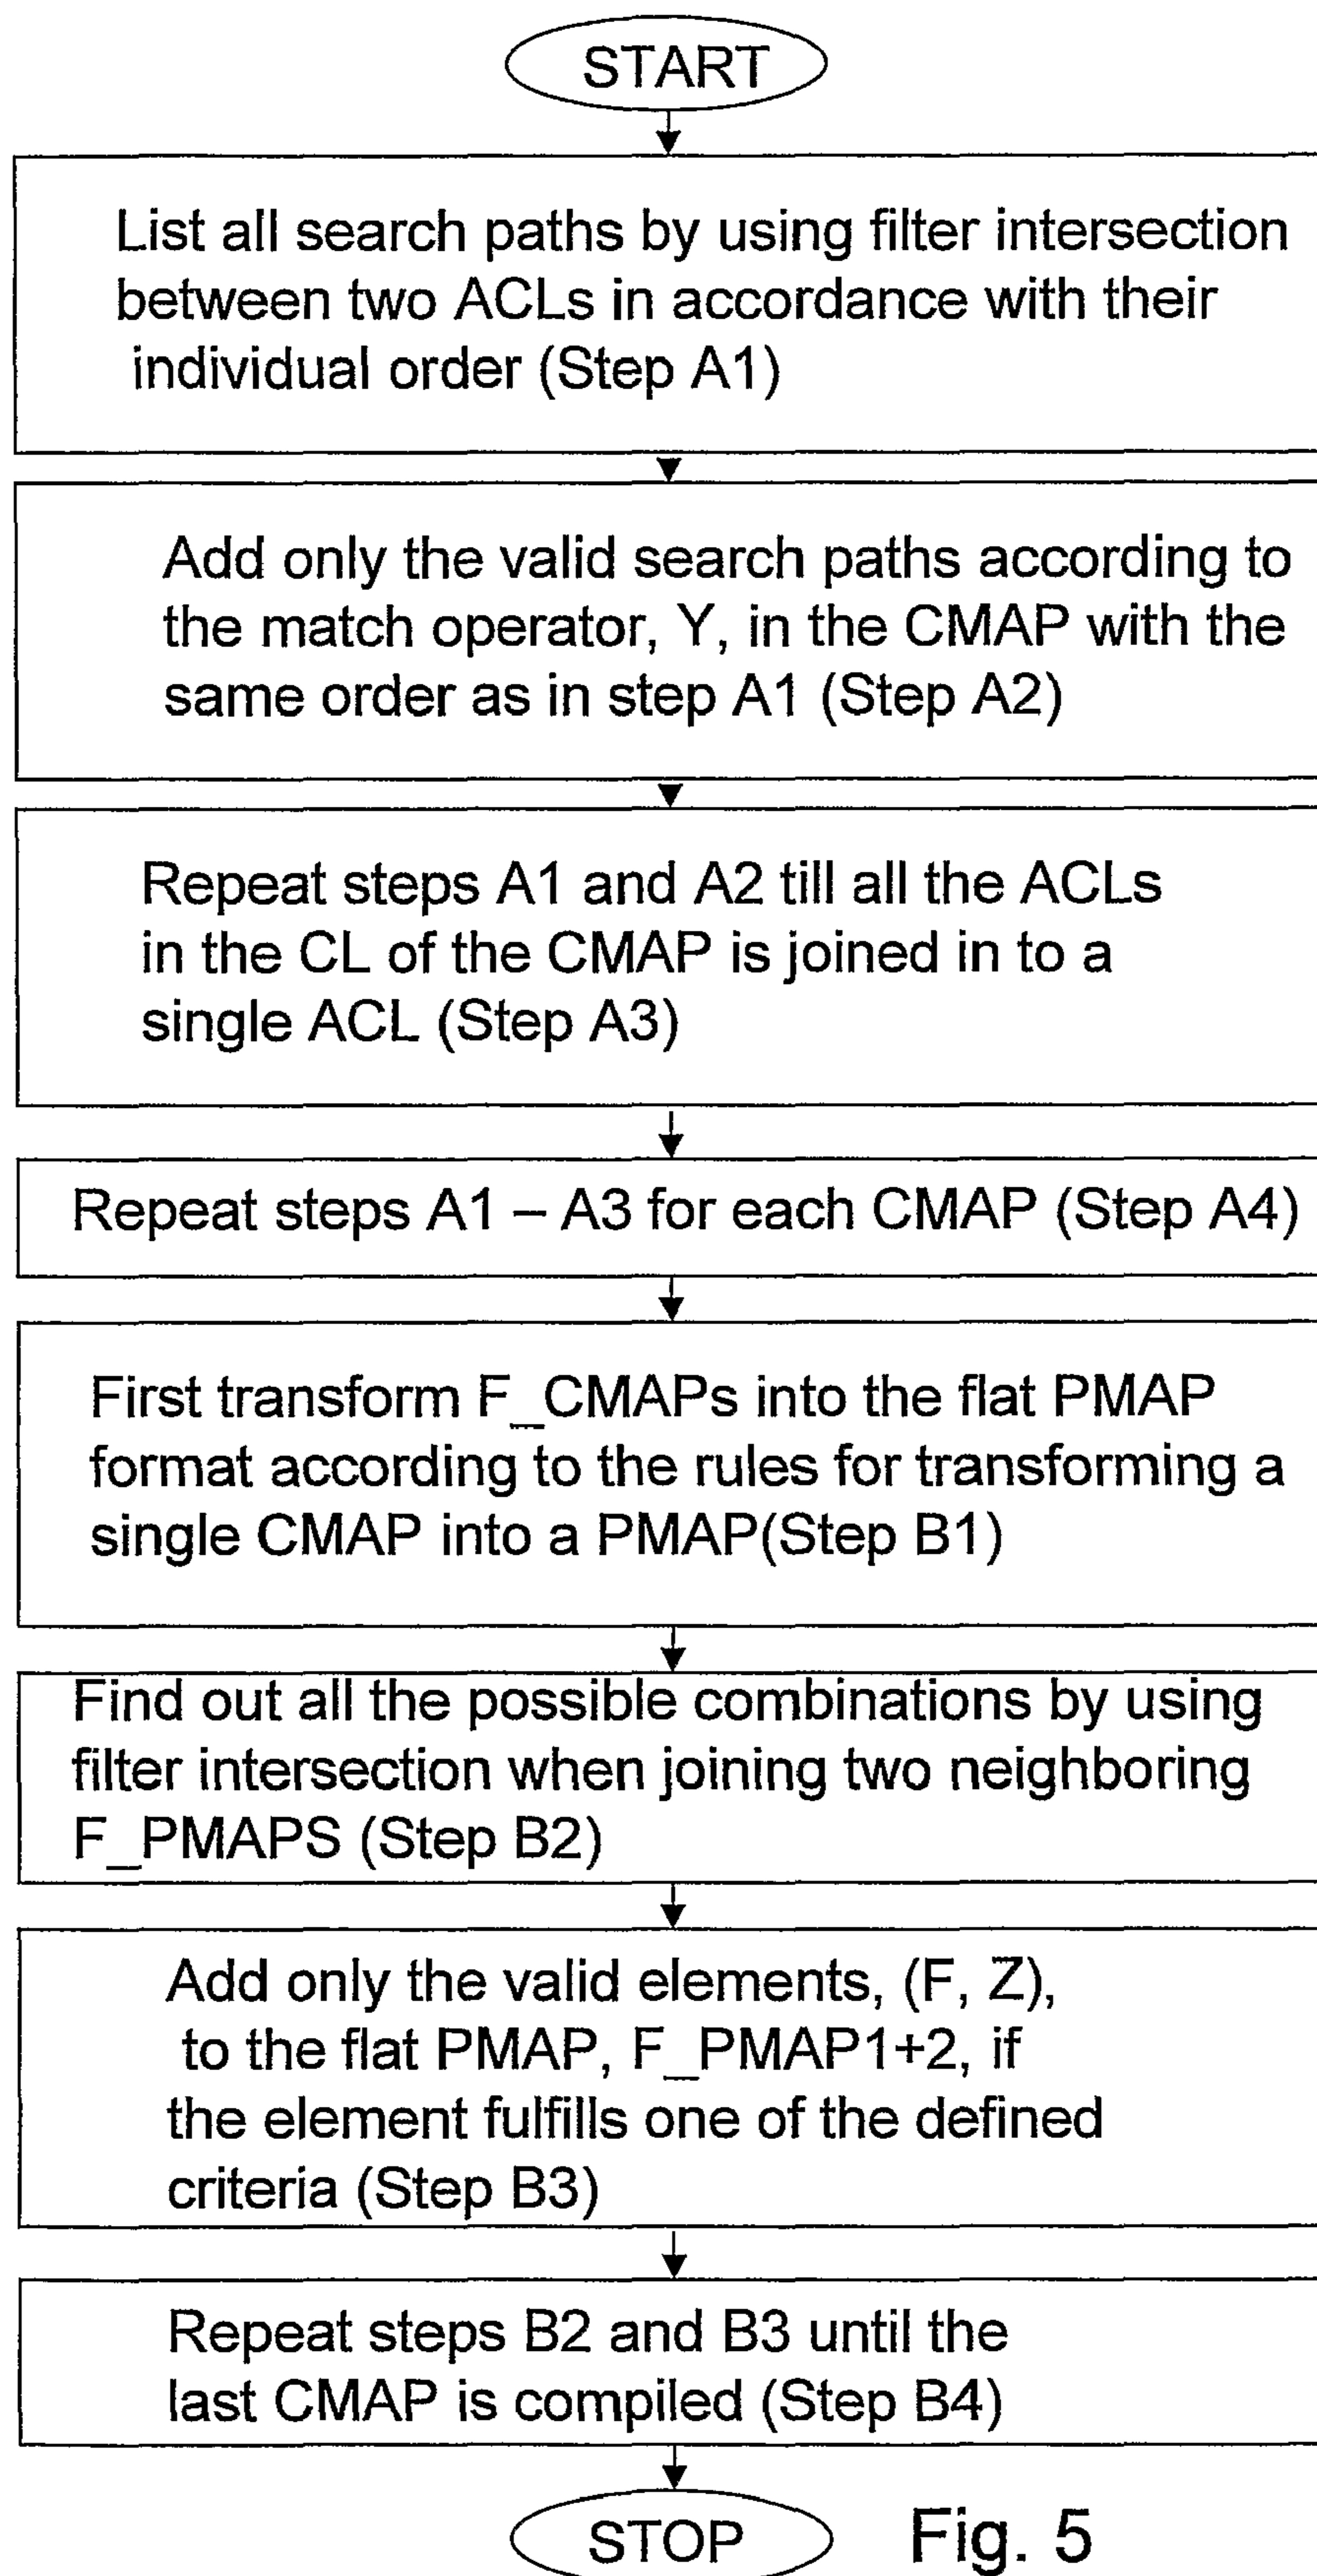 START
List all search paths by using filter intersection
between two ACLs in accordance with their
individual order (Step A1)
Add only the valid search paths according to
the match operator, Y, in the CMAP with the
same order as in step A1 (Step A2)
Repeat steps A1 and A2 till all the ACLs
in the CL of the CMAP is joined in to a
single ACL (Step A3)
Repeat steps A1 – A3 for each CMAP (Step A4)
First transform F_CMAPs into the flat PMAP
format according to the rules for transforming a
single CMAP into a PMAP(Step B1)
Find out all the possible combinations by using
filter intersection when joining two neighboring
F_PMAPS (Step B2)
Add only the valid elements, (F, Z),
to the flat PMAP, F_PMAP1+2, if
the element fulfills one of the defined
criteria (Step B3)
Repeat steps B2 and B3 until the
last CMAP is compiled (Step B4)
STOP
Fig. 5